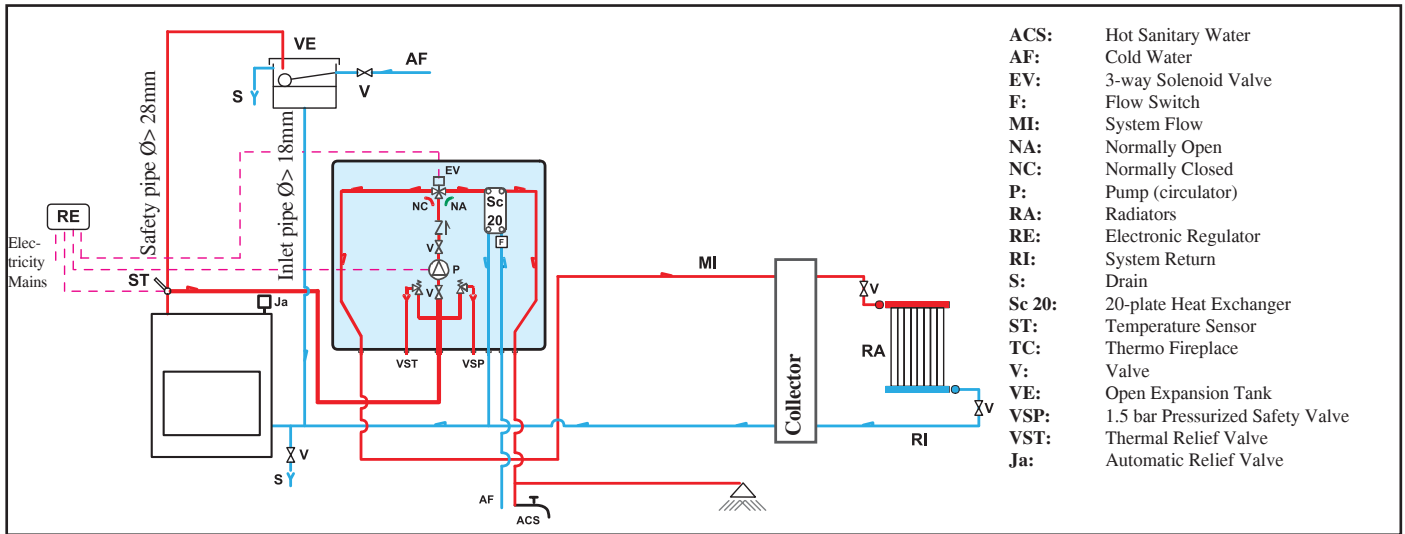 VE
AF
S
V
Safety pipe Ø> 28mm
Inlet pipe Ø> 18mm
EV
NC
NA
Sc
20
F
V
P
V
RE
Elec-
tricity
Mains
ST
Ja
VST
VSP
MI
V
RA
Collector
V
RI
V
S
AF
ACS
ACS: Hot Sanitary Water
AF: Cold Water
EV: 3-way Solenoid Valve
F: Flow Switch
MI: System Flow
NA: Normally Open
NC: Normally Closed
P: Pump (circulator)
RA: Radiators
RE: Electronic Regulator
RI: System Return
S: Drain
Sc 20: 20-plate Heat Exchanger
ST: Temperature Sensor
TC: Thermo Fireplace
V: Valve
VE: Open Expansion Tank
VSP: 1.5 bar Pressurized Safety Valve
VST: Thermal Relief Valve
Ja: Automatic Relief Valve